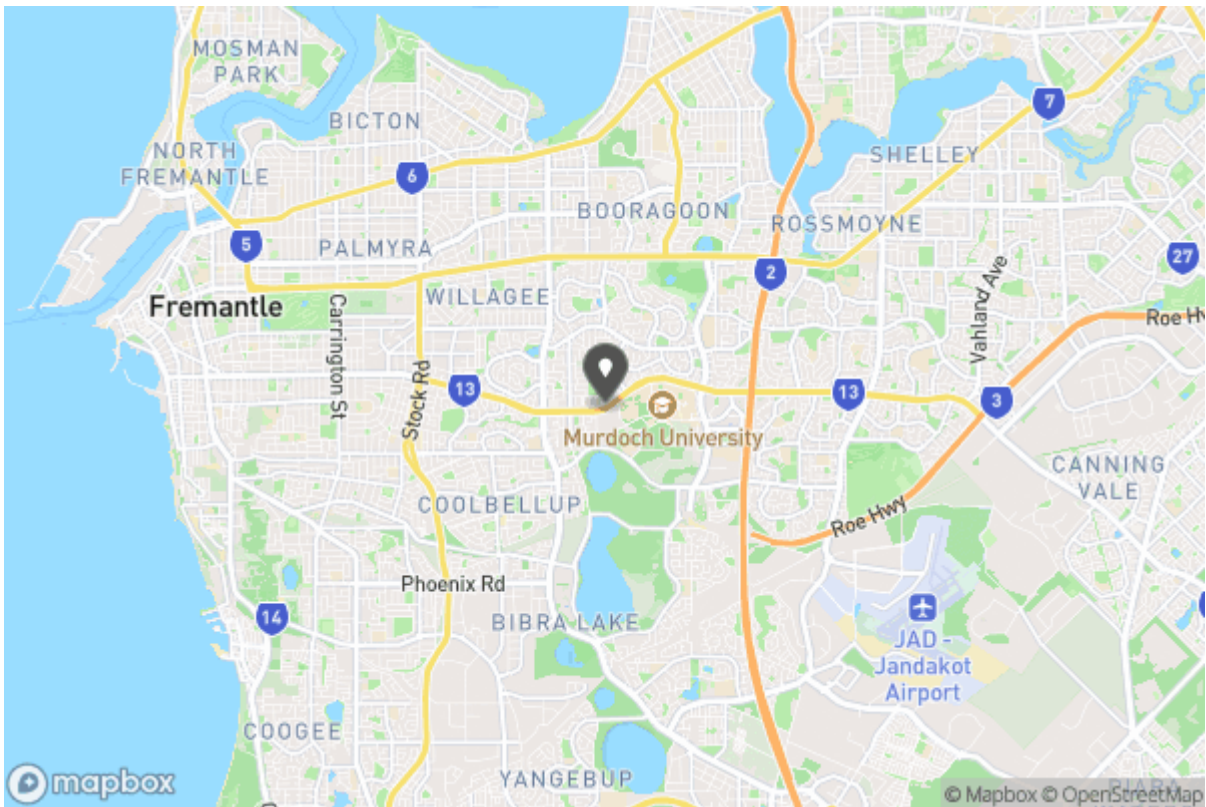 MOSMAN
PARK
BICTON
7
NORTH
FREMANTLE
6
SHELLEY
BOORAGOON
ROSSMOYNE
5
PALMYRA
27
2
WILLAGEE
Fremantle
Vahland Ave
Roe Hw
Carrington St
Stock Rd
13
13
3
Murdoch University
CANNING
VALE
COOLBELLUP
Roe Hwy
Phoenix Rd
14
BIBRA LAKE
JAD -
Jandakot
Airport
COOGEE
YANGEBUP
mapbox
© Mapbox © OpenStreetMap